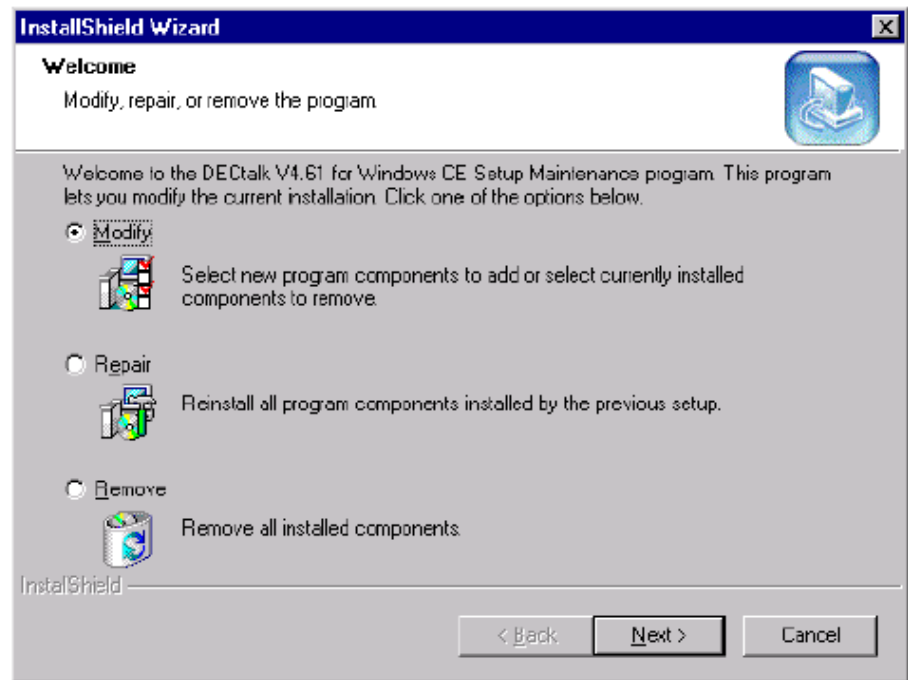 InstallShield Wizard
Welcome
Modify, repair, or remove the program.
Welcome to the DECtalk V4.61 for Windows CE Setup Maintenance program. This program
lets you modify the current installation. Click one of the options below.
Modify
Select new program components to add or select currently installed
components to remove.
Repair
Reinstall all program components installed by the previous setup.
Remove
Remove all installed components.
InstallShield
< Back
Next >
Cancel